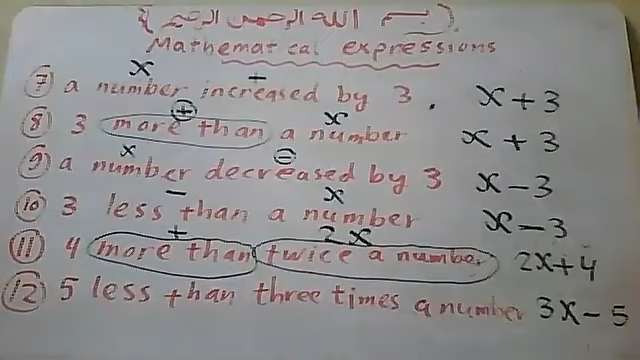 بسم الله الرحمن الرحيم
Mathematical expressions
x +
⑦ a number increased by 3 . x + 3
⊕ x
⑧ 3 more than a number x + 3
x ⊖
⑨ a number decreased by 3 x - 3
- x
⑩ 3 less than a number x - 3
+ 2x
⑪ 4 more than twice a number 2x+4
⑫ 5 less than three times a number 3x - 5